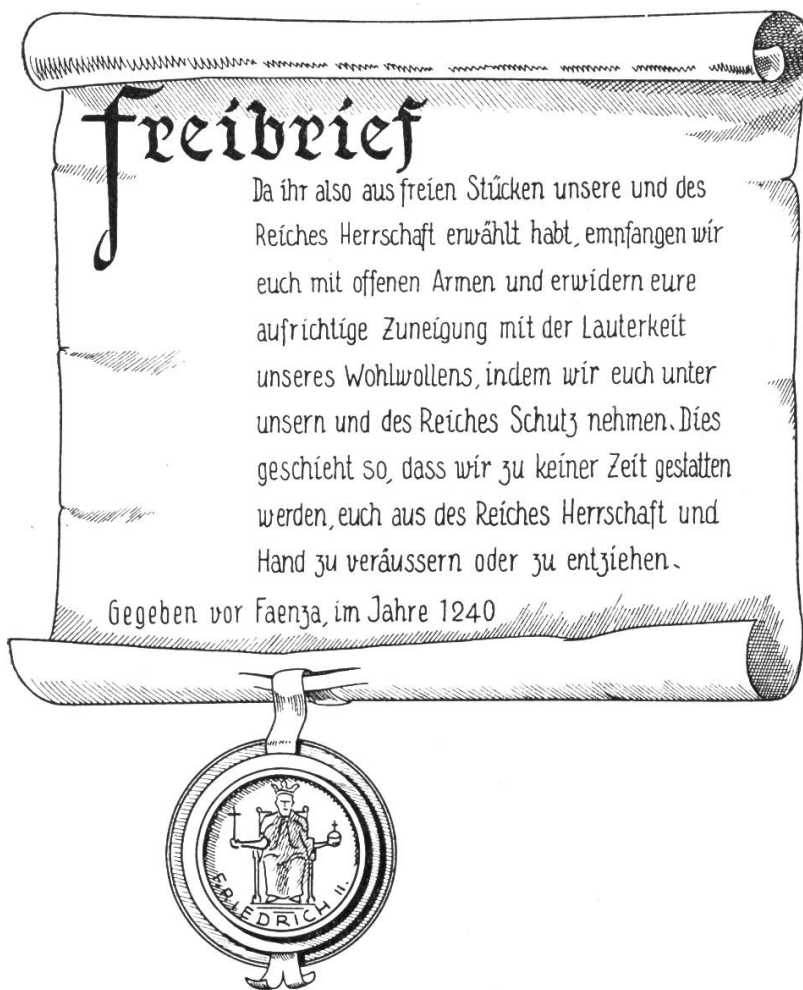 Freibrief
Da ihr also aus freien Stücken unsere und des
Reiches Herrschaft erwählt habt, empfangen wir
euch mit offenen Armen und erwidern eure
aufrichtige Zuneigung mit der Lauterkeit
unseres Wohlwollens, indem wir euch unter
unsern und des Reiches Schutz nehmen. Dies
geschieht so, dass wir zu keiner Zeit gestatten
werden, euch aus des Reiches Herrschaft und
Hand zu veräussern oder zu entziehen.
Gegeben vor Faenza, im Jahre 1240
FRIEDRICH II.